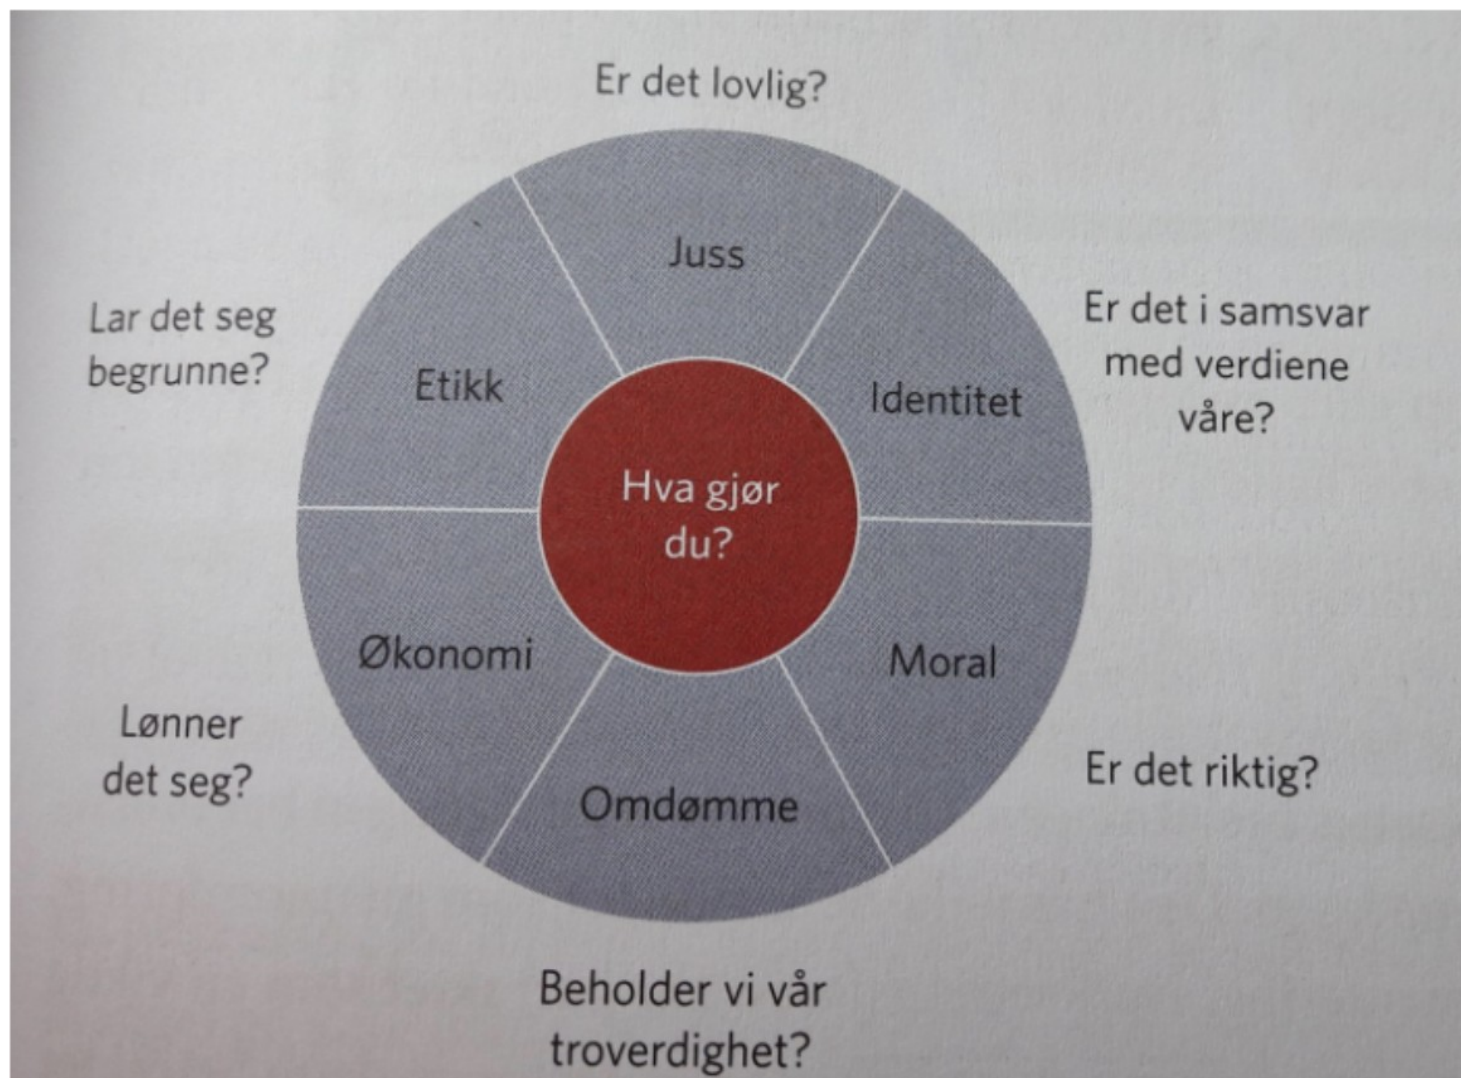 Er det lovlig?
Juss
Identitet
Er det i samsvar
med verdiene
våre?
Moral
Er det riktig?
Omdømme
Beholder vi vår
troverdighet?
Økonomi
Lønner
det seg?
Etikk
Lar det seg
begrunne?
Hva gjør
du?